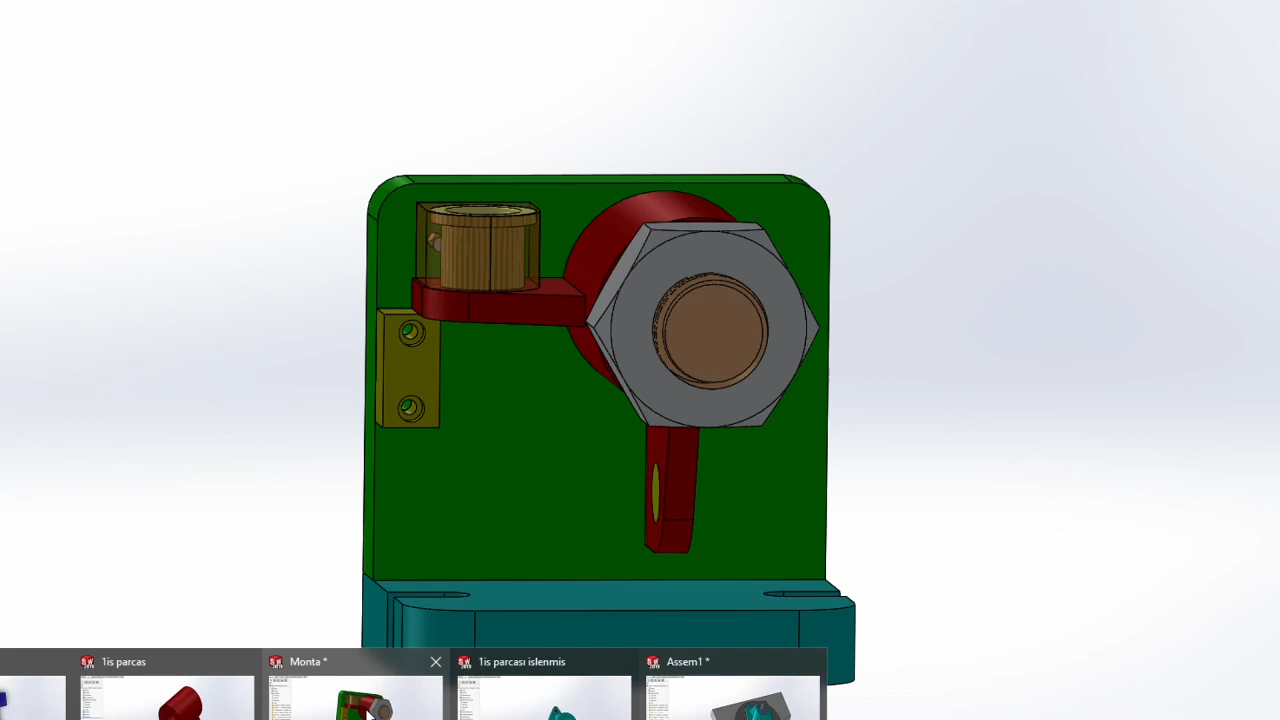 1is parcas
Monta *
1is parcası islenmis
Assem1 *